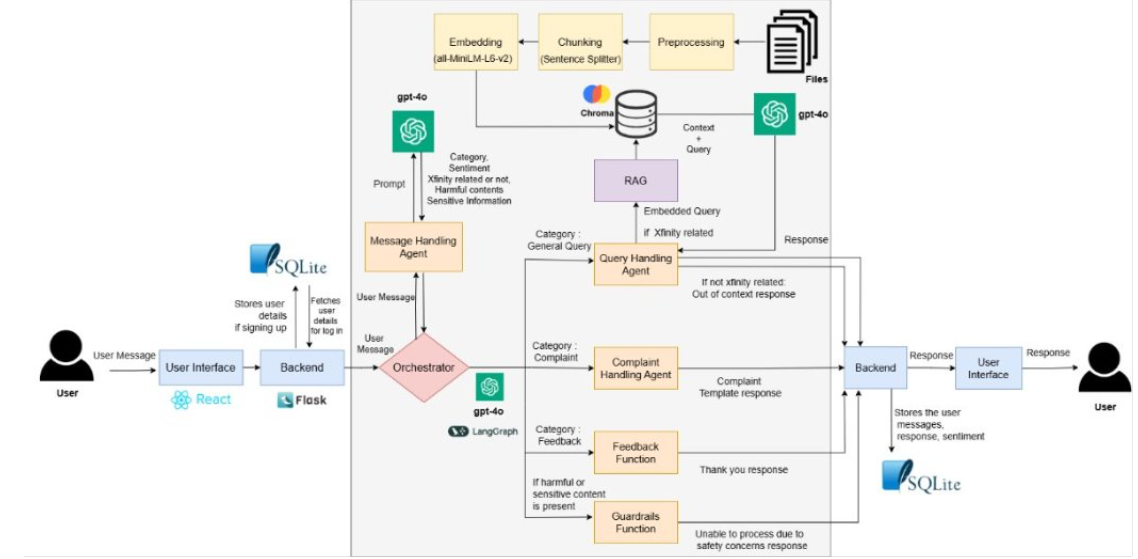 Embedding
(all-MiniLM-L6-v2)
Chunking
(Sentence Splitter)
Preprocessing
Files
gpt-4o
Chroma
gpt-4o
Context
+
Query
Category,
Sentiment
Xfinity related or not,
Harmful contents
Sensitive Information
Prompt
RAG
Embedded Query
if Xfinity related
Message Handling
Agent
Category :
General Query
Query Handling
Agent
Response
If not xfinity related:
Out of context response
SQLite
Stores user
details
if signing up
Fetches
user
details
for log in
User Message
User
Message
User Message
User
User Interface
React
Backend
Flask
Orchestrator
gpt-4o
LangGraph
Category :
Complaint
Complaint
Handling Agent
Complaint
Template response
Backend
Response
User
Interface
Response
User
Stores the user
messages,
response, sentiment
SQLite
Category :
Feedback
Feedback
Function
Thank you response
If harmful or
sensitive content
is present
Guardrails
Function
Unable to process due to
safety concerns response